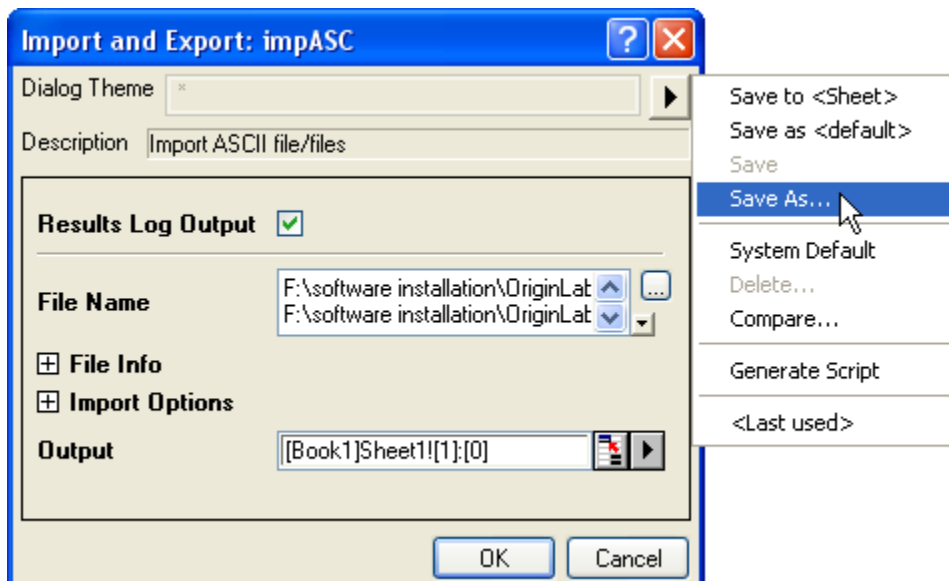 Import and Export: impASC
?
Dialog Theme *
Description Import ASCII file/files
Results Log Output
File Name
F:\software installation\OriginLab
F:\software installation\OriginLab
...
File Info
Import Options
Output [Book1]Sheet1![1]:[0]
OK Cancel
Save to <Sheet>
Save as <default>
Save
Save As...
System Default
Delete...
Compare...
Generate Script
<Last used>